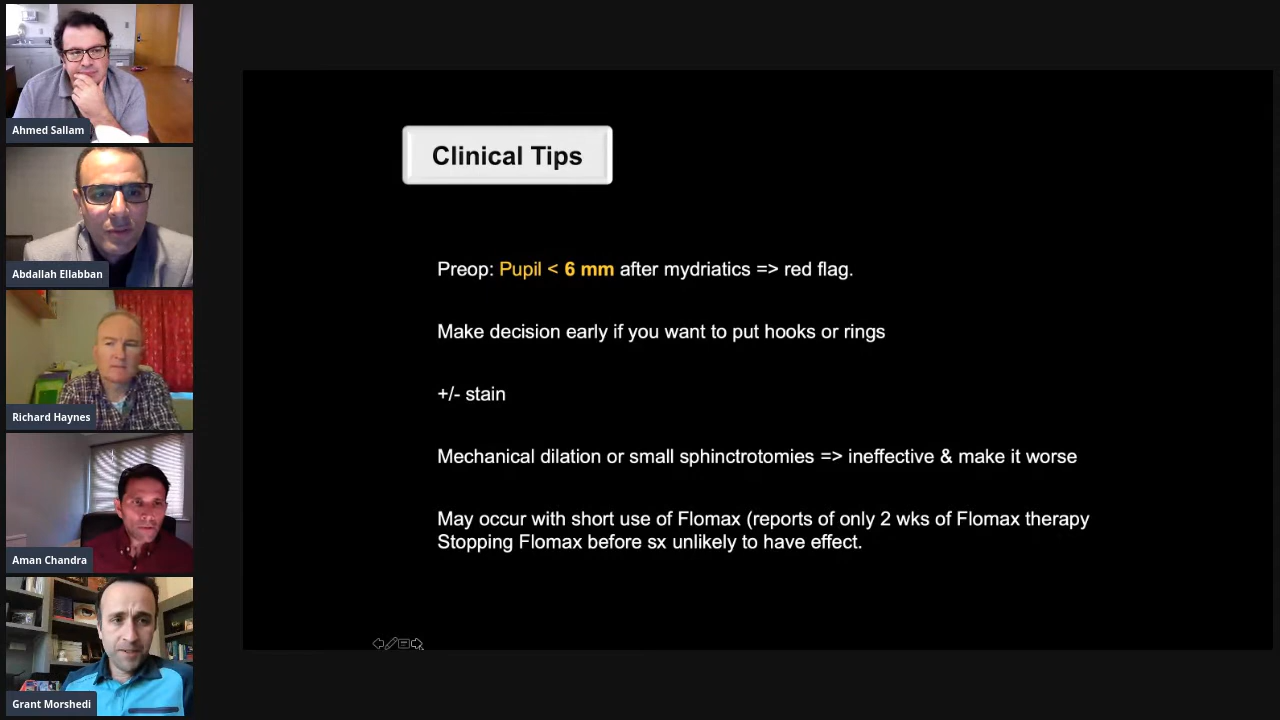 Ahmed Sallam
Abdallah Ellabban
Richard Haynes
Aman Chandra
Grant Morshedi
Clinical Tips
Preop: Pupil < 6 mm after mydriatics => red flag.
Make decision early if you want to put hooks or rings
+/- stain
Mechanical dilation or small sphinctrotomies => ineffective & make it worse
May occur with short use of Flomax (reports of only 2 wks of Flomax therapy
Stopping Flomax before sx unlikely to have effect.